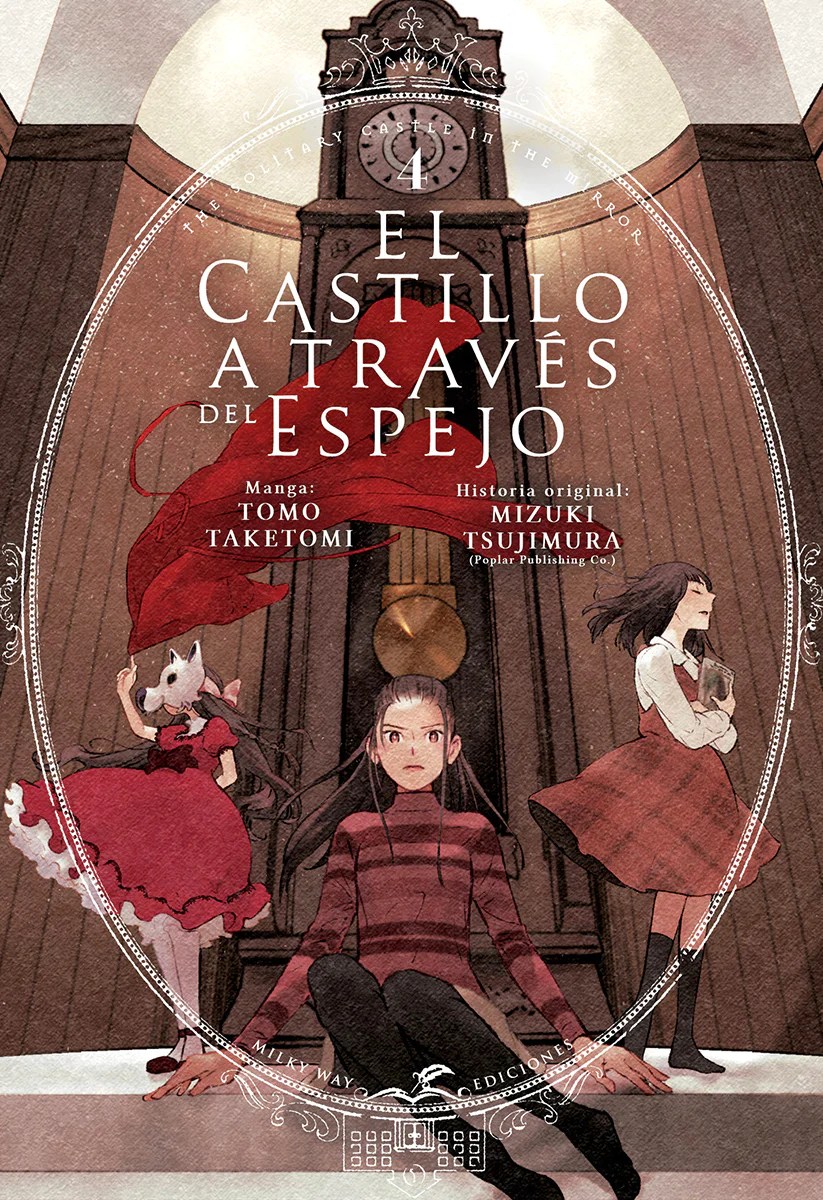 THE SOLITARY CASTLE IN THE MIRROR
4
EL
CASTILLO
A TRAVÉS
DEL ESPEJO
Manga:
TOMO
TAKETOMI
Historia original:
MIZUKI
TSUJIMURA
(Poplar Publishing Co.)
MILKY WAY EDICIONES